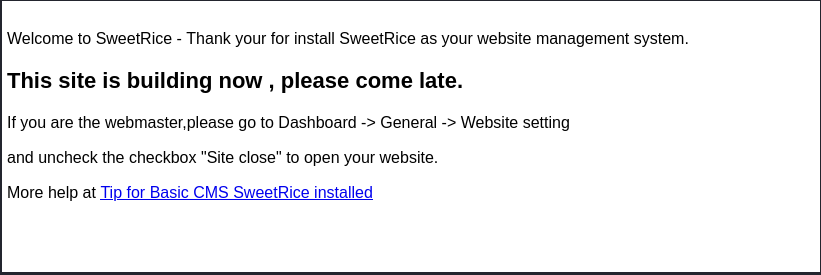 Welcome to SweetRice - Thank your for install SweetRice as your website management system.
This site is building now , please come late.
If you are the webmaster,please go to Dashboard -> General -> Website setting
and uncheck the checkbox "Site close" to open your website.
More help at Tip for Basic CMS SweetRice installed